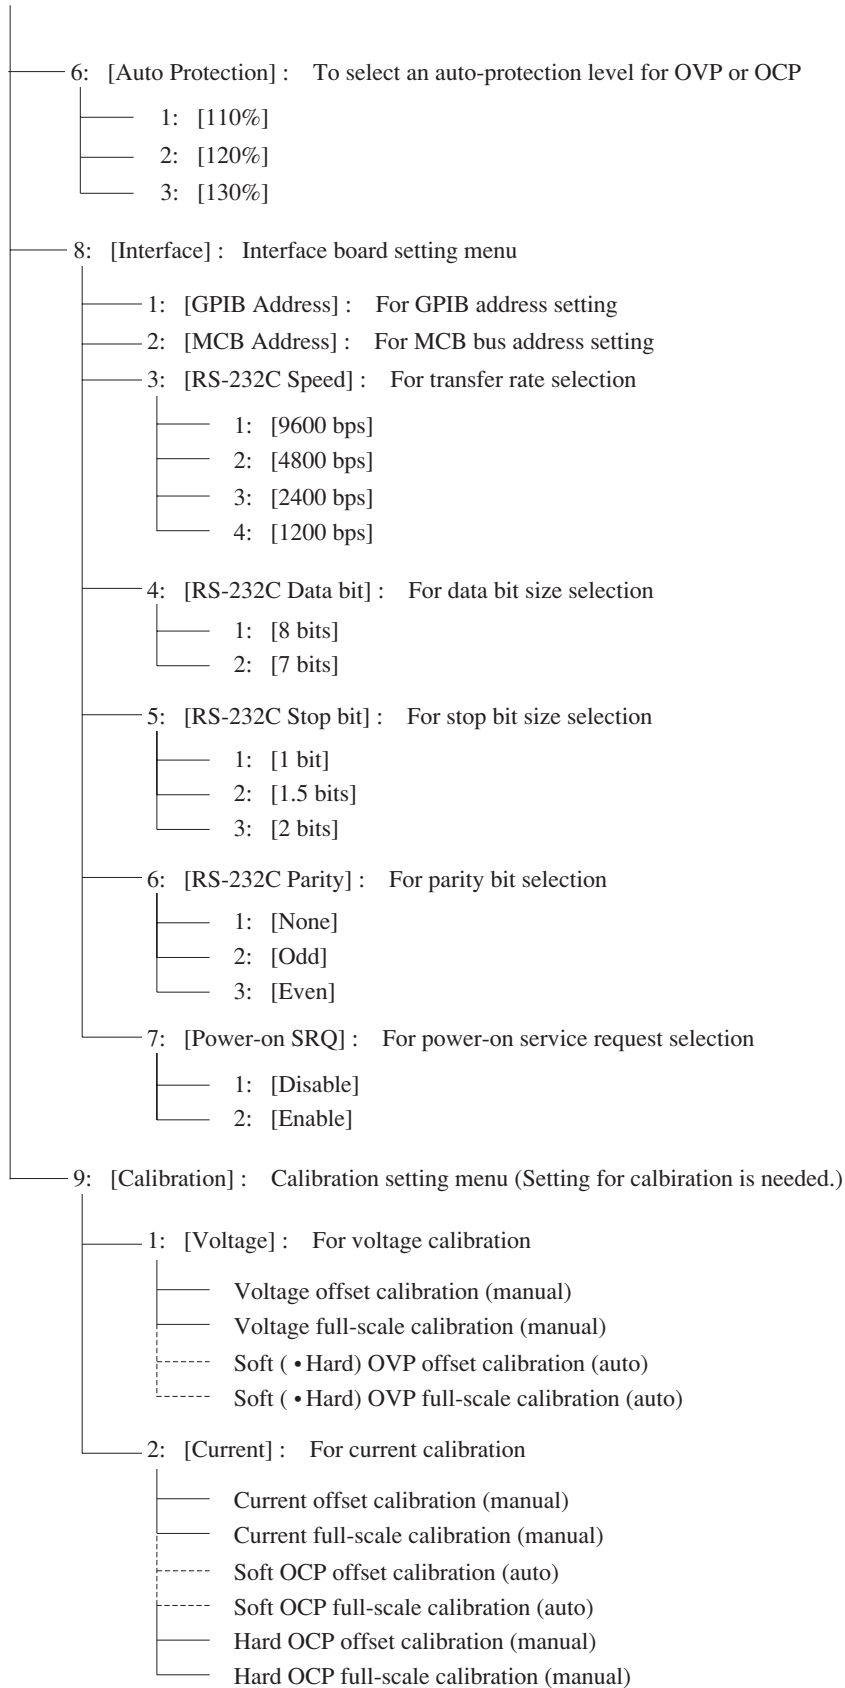 6: [Auto Protection] : To select an auto-protection level for OVP or OCP
1: [110%]
2: [120%]
3: [130%]
8: [Interface] : Interface board setting menu
1: [GPIB Address] : For GPIB address setting
2: [MCB Address] : For MCB bus address setting
3: [RS-232C Speed] : For transfer rate selection
1: [9600 bps]
2: [4800 bps]
3: [2400 bps]
4: [1200 bps]
4: [RS-232C Data bit] : For data bit size selection
1: [8 bits]
2: [7 bits]
5: [RS-232C Stop bit] : For stop bit size selection
1: [1 bit]
2: [1.5 bits]
3: [2 bits]
6: [RS-232C Parity] : For parity bit selection
1: [None]
2: [Odd]
3: [Even]
7: [Power-on SRQ] : For power-on service request selection
1: [Disable]
2: [Enable]
9: [Calibration] : Calibration setting menu (Setting for calbiration is needed.)
1: [Voltage] : For voltage calibration
Voltage offset calibration (manual)
Voltage full-scale calibration (manual)
Soft ( • Hard) OVP offset calibration (auto)
Soft ( • Hard) OVP full-scale calibration (auto)
2: [Current] : For current calibration
Current offset calibration (manual)
Current full-scale calibration (manual)
Soft OCP offset calibration (auto)
Soft OCP full-scale calibration (auto)
Hard OCP offset calibration (manual)
Hard OCP full-scale calibration (manual)